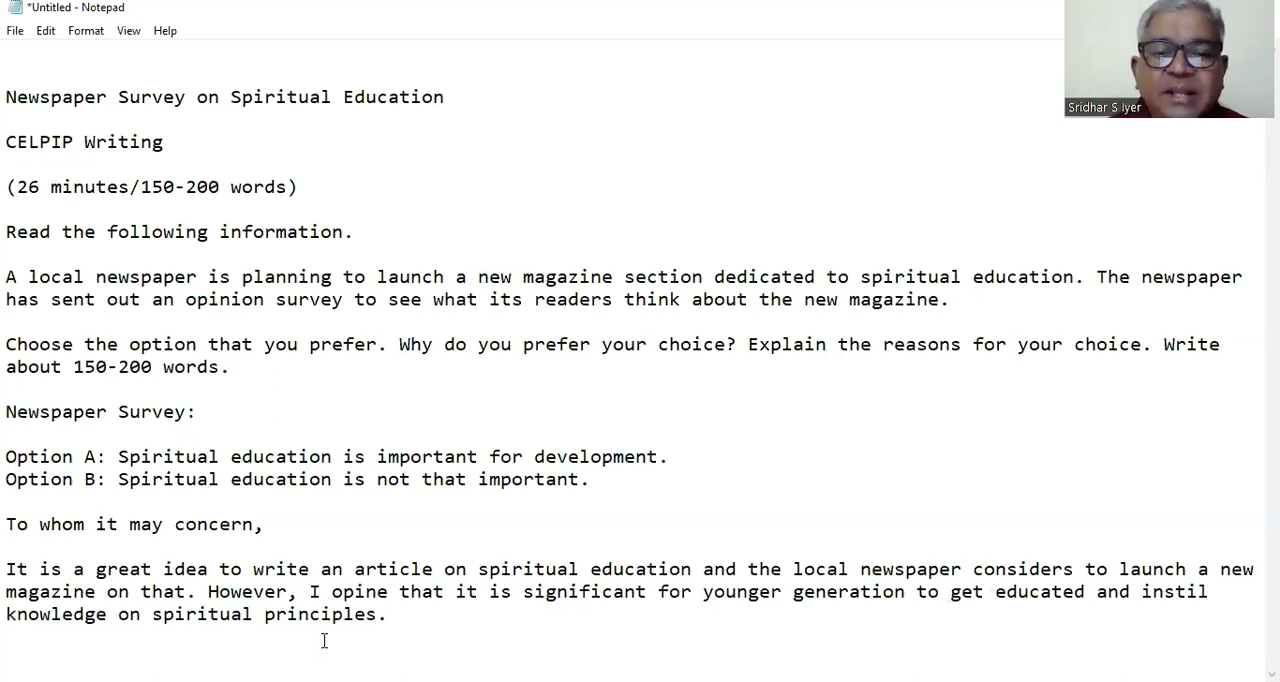 *Untitled - Notepad
File Edit Format View Help
Sridhar S Iyer
Newspaper Survey on Spiritual Education
CELPIP Writing
(26 minutes/150-200 words)
Read the following information.
A local newspaper is planning to launch a new magazine section dedicated to spiritual education. The newspaper
has sent out an opinion survey to see what its readers think about the new magazine.
Choose the option that you prefer. Why do you prefer your choice? Explain the reasons for your choice. Write
about 150-200 words.
Newspaper Survey:
Option A: Spiritual education is important for development.
Option B: Spiritual education is not that important.
To whom it may concern,
It is a great idea to write an article on spiritual education and the local newspaper considers to launch a new
magazine on that. However, I opine that it is significant for younger generation to get educated and instil
knowledge on spiritual principles.